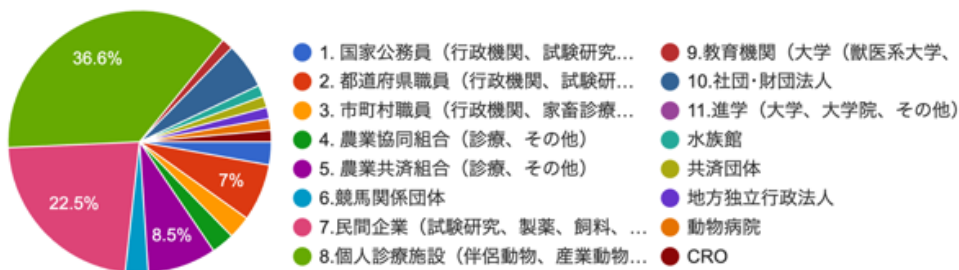 36.6%
7%
22.5%
8.5%
1. 国家公務員（行政機関、試験研究...
2. 都道府県職員（行政機関、試験研...
3. 市町村職員（行政機関、家畜診療...
4. 農業協同組合（診療、その他）
5. 農業共済組合（診療、その他）
6.競馬関係団体
7.民間企業（試験研究、製薬、飼料、...
8.個人診療施設（伴侶動物、産業動物...
9.教育機関（大学（獣医系大学、
10.社団･財団法人
11.進学（大学、大学院、その他）
水族館
共済団体
地方独立行政法人
動物病院
CRO